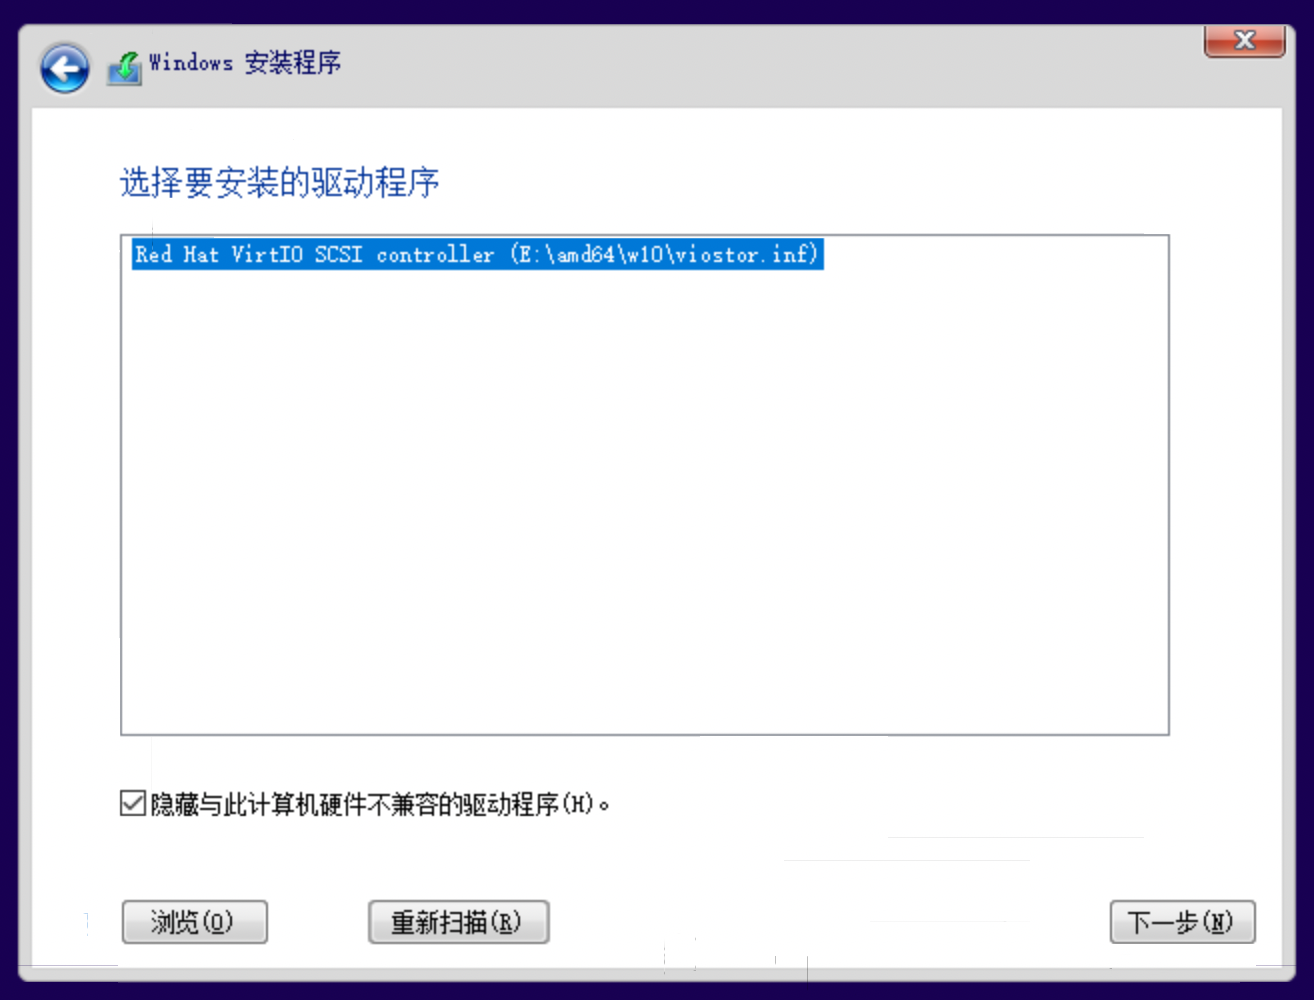 Windows 安装程序
选择要安装的驱动程序
Red Hat VirtIO SCSI controller (E:\amd64\w10\viostor.inf)
隐藏与此计算机硬件不兼容的驱动程序(H)。
浏览(O)
重新扫描(R)
下一步(N)